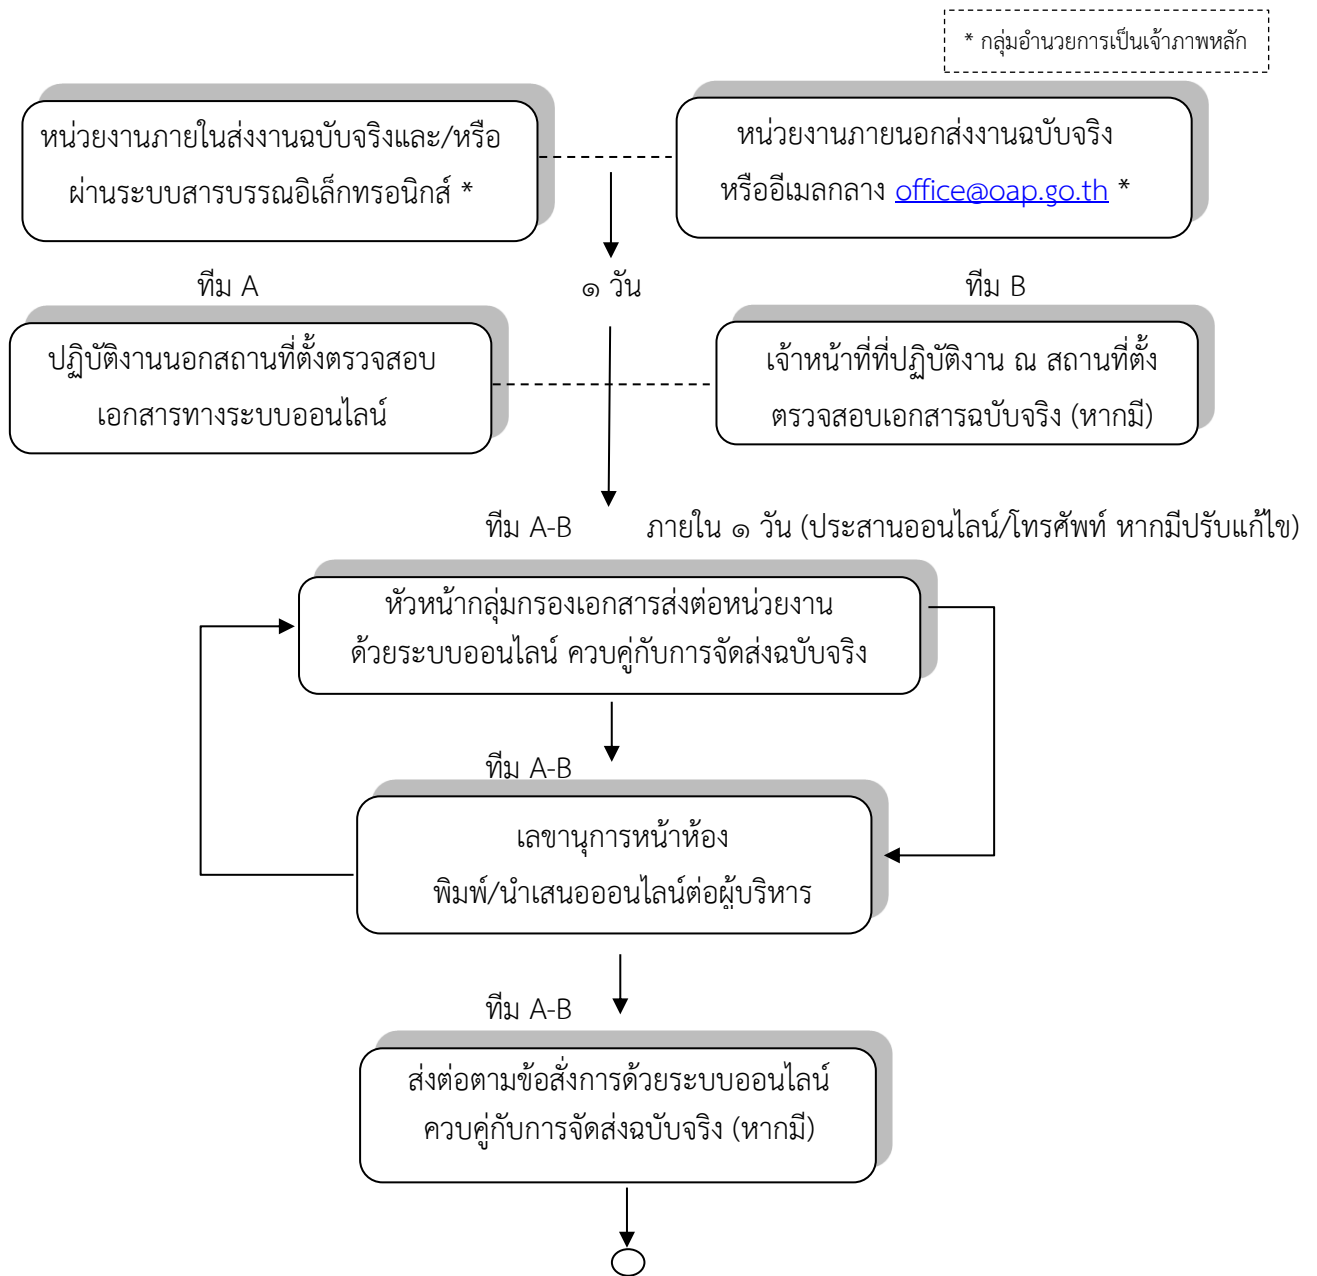 * กลุ่มอำนวยการเป็นเจ้าภาพหลัก
หน่วยงานภายในส่งงานฉบับจริงและ/หรือ
ผ่านระบบสารบรรณอิเล็กทรอนิกส์ *
หน่วยงานภายนอกส่งงานฉบับจริง
หรืออีเมลกลาง office@oap.go.th *
ทีม A
๑ วัน
ทีม B
ปฏิบัติงานนอกสถานที่ตั้งตรวจสอบ
เอกสารทางระบบออนไลน์
เจ้าหน้าที่ที่ปฏิบัติงาน ณ สถานที่ตั้ง
ตรวจสอบเอกสารฉบับจริง (หากมี)
ทีม A-B
ภายใน ๑ วัน (ประสานออนไลน์/โทรศัพท์ หากมีปรับแก้ไข)
หัวหน้ากลุ่มกรองเอกสารส่งต่อหน่วยงาน
ด้วยระบบออนไลน์ ควบคู่กับการจัดส่งฉบับจริง
ทีม A-B
เลขานุการหน้าห้อง
พิมพ์/นำเสนอออนไลน์ต่อผู้บริหาร
ทีม A-B
ส่งต่อตามข้อสั่งการด้วยระบบออนไลน์
ควบคู่กับการจัดส่งฉบับจริง (หากมี)